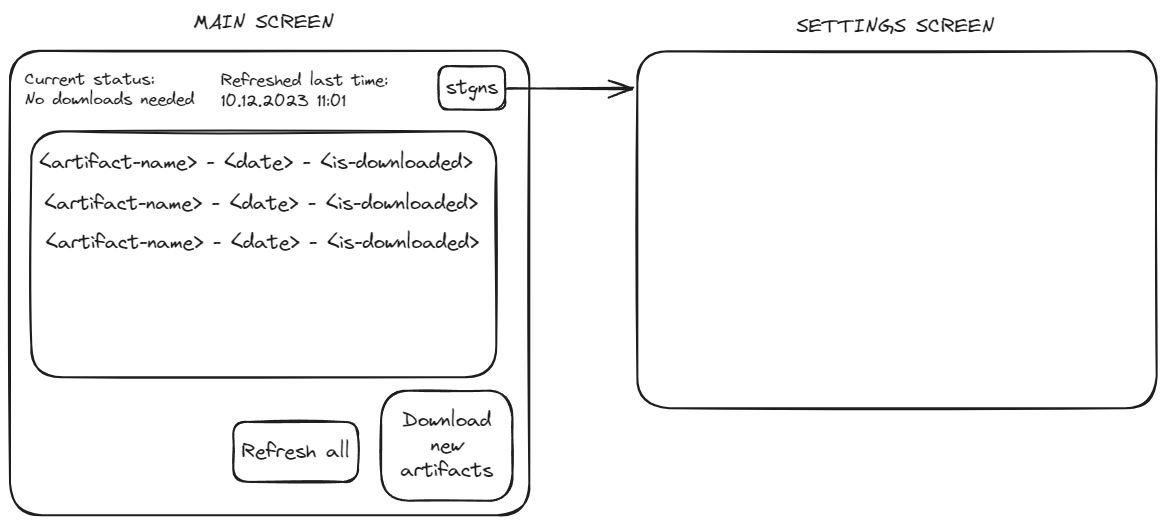 MAIN SCREEN
SETTINGS SCREEN
Current status:
No downloads needed
Refreshed last time:
10.12.2023 11:01
stgns
<artifact-name> - <date> - <is-downloaded>
<artifact-name> - <date> - <is-downloaded>
<artifact-name> - <date> - <is-downloaded>
Refresh all
Download
new
artifacts